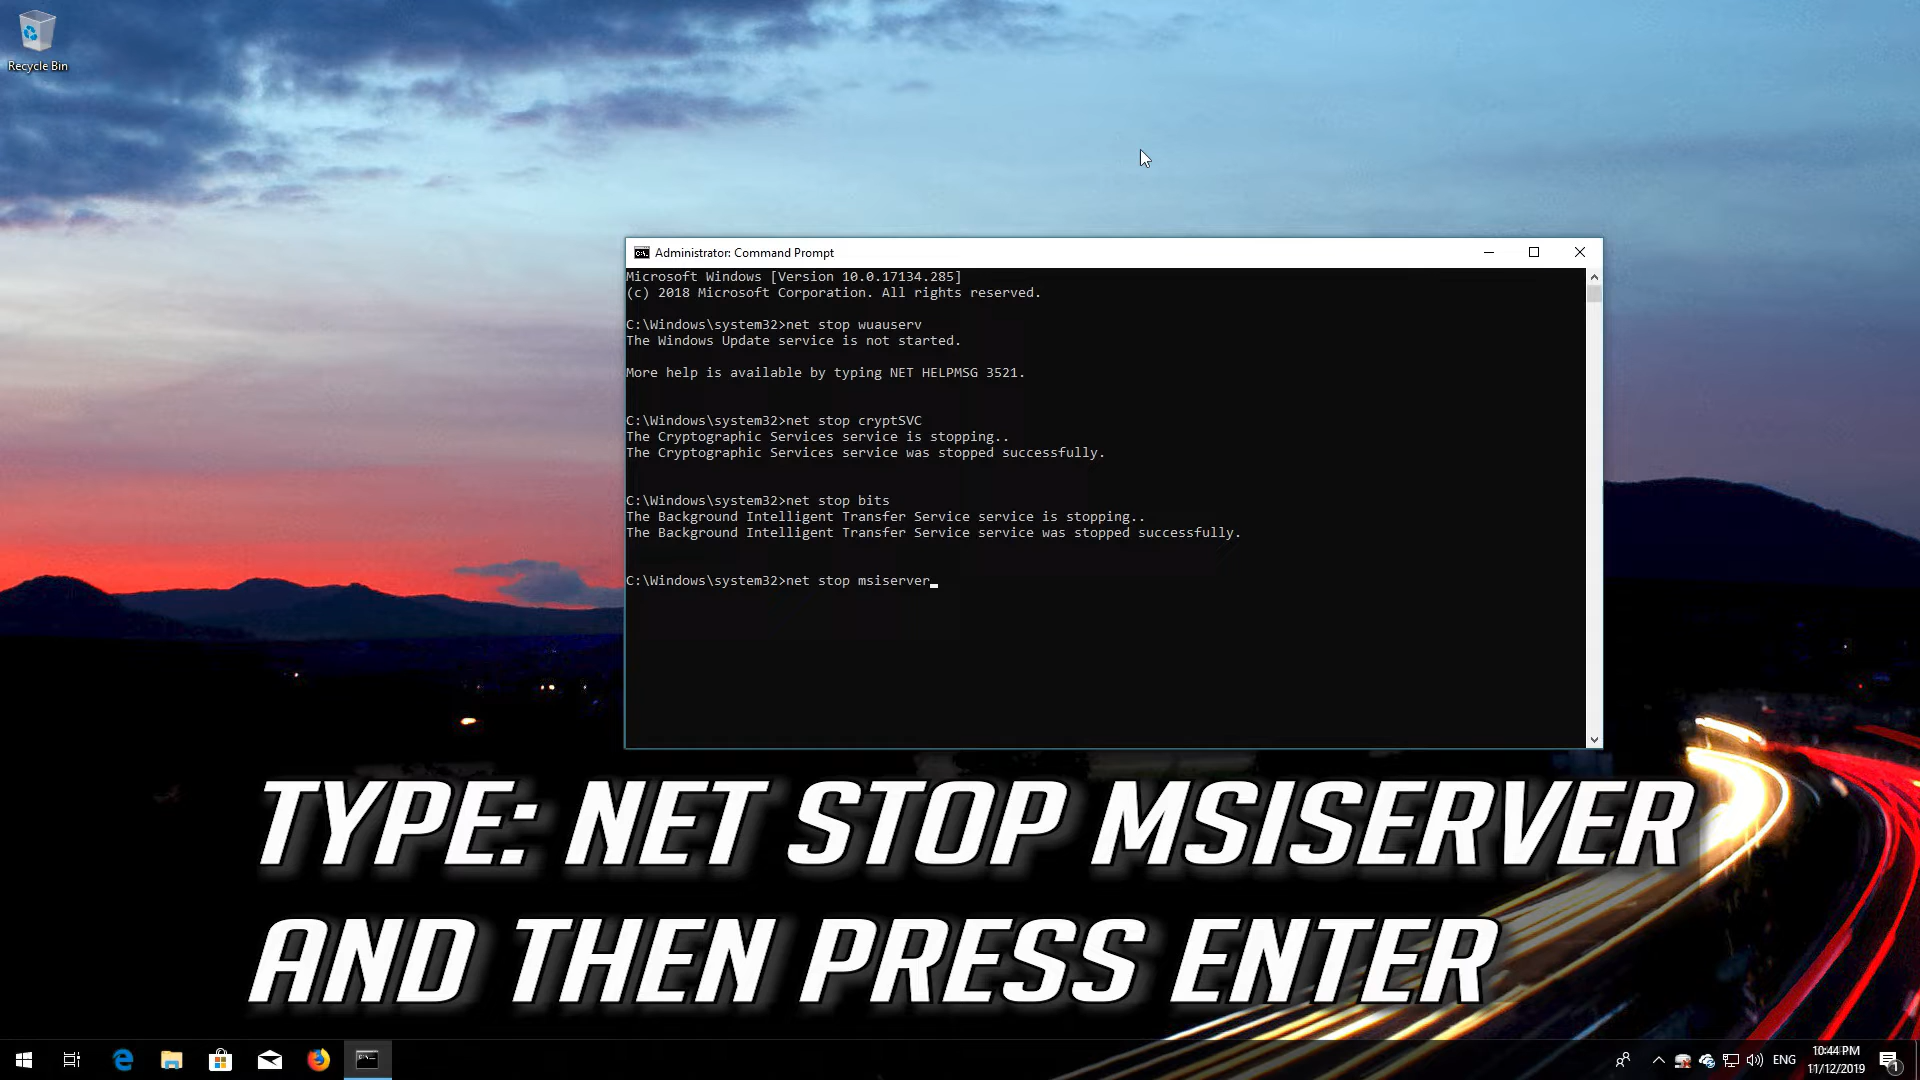 Recycle Bin
Administrator: Command Prompt
Microsoft Windows [Version 10.0.17134.285]
(c) 2018 Microsoft Corporation. All rights reserved.
C:\Windows\system32>net stop wuauserv
The Windows Update service is not started.
More help is available by typing NET HELPMSG 3521.
C:\Windows\system32>net stop cryptSVC
The Cryptographic Services service is stopping..
The Cryptographic Services service was stopped successfully.
C:\Windows\system32>net stop bits
The Background Intelligent Transfer Service service is stopping..
The Background Intelligent Transfer Service service was stopped successfully.
C:\Windows\system32>net stop msiserver
TYPE: NET STOP MSISERVER
AND THEN PRESS ENTER
ENG
10:44 PM
11/12/2019
1